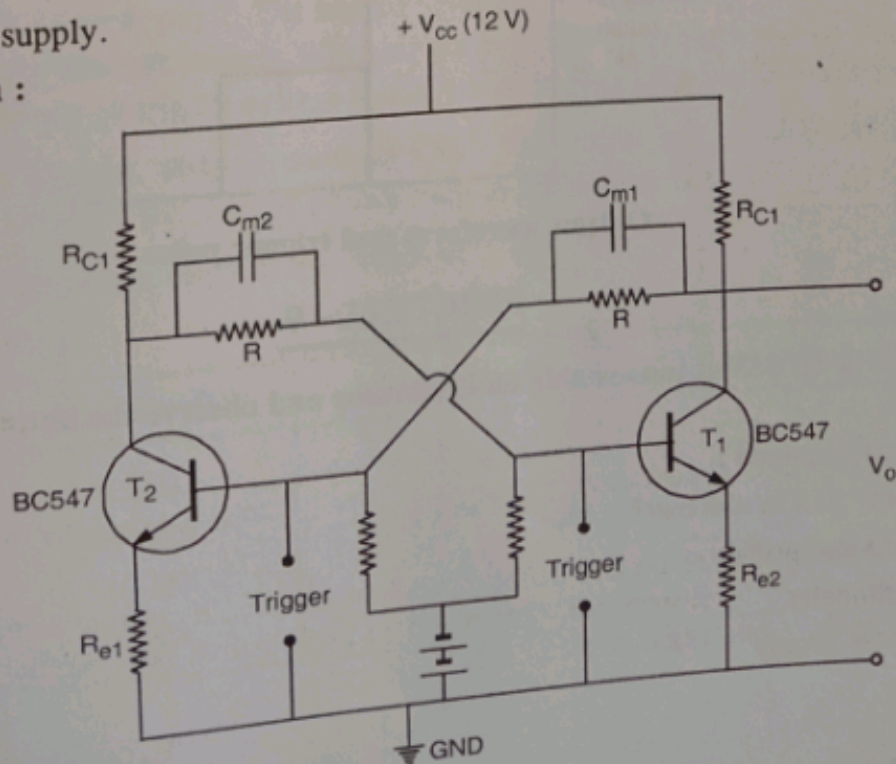 supply.
:
+ Vcc (12 V)
Cm2
Cm1
RC1
RC1
R
R
BC547
T2
T1
BC547
Vo
Trigger
Trigger
Re1
Re2
GND